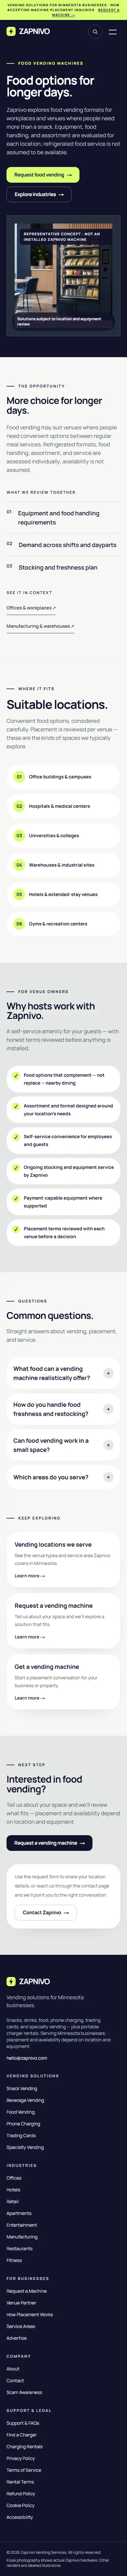 VENDING SOLUTIONS FOR MINNESOTA BUSINESSES · NOW
ACCEPTING MACHINE PLACEMENT INQUIRIES REQUEST A
MACHINE →
ZAPNIVO
FOOD VENDING MACHINES
Food options for
longer days.
Zapnivo explores food vending formats for
workplaces and venues that need more than
a snack. Equipment, food handling,
assortment, and demand are evaluated for
each location; refrigerated food service is
not assumed to be available.
Request food vending →
Explore industries →
REPRESENTATIVE CONCEPT · NOT AN
INSTALLED ZAPNIVO MACHINE
Solutions subject to location and equipment
review
THE OPPORTUNITY
More choice for longer
days.
Food vending may suit venues where people
need convenient options between regular
meal services. Refrigerated formats, food
handling, assortment, and service are
assessed individually. availability is not
assumed.
WHAT WE REVIEW TOGETHER
01 Equipment and food handling
requirements
02 Demand across shifts and dayparts
03 Stocking and freshness plan
SEE IT IN CONTEXT
Offices & workplaces ↗
Manufacturing & warehouses ↗
WHERE IT FITS
Suitable locations.
Convenient food options, considered
carefully. Placement is reviewed per venue —
these are the kinds of spaces we typically
explore.
01 Office buildings & campuses
02 Hospitals & medical centers
03 Universities & colleges
04 Warehouses & industrial sites
05 Hotels & extended-stay venues
06 Gyms & recreation centers
FOR VENUE OWNERS
Why hosts work with
Zapnivo.
A self-service amenity for your guests — with
honest terms reviewed before anything is
installed.
✓ Food options that complement — not
replace — nearby dining
✓ Assortment and format designed around
your location's needs
✓ Self-service convenience for employees
and guests
✓ Ongoing stocking and equipment service
by Zapnivo
✓ Payment-capable equipment where
supported
✓ Placement terms reviewed with each
venue before a decision
QUESTIONS
Common questions.
Straight answers about vending, placement,
and service.
What food can a vending
machine realistically offer? +
How do you handle food
freshness and restocking? +
Can food vending work in a
small space? +
Which areas do you serve? +
KEEP EXPLORING
Vending locations we serve
See the venue types and service area Zapnivo
covers in Minnesota.
Learn more →
Request a vending machine
Tell us about your space and we'll explore a
solution that fits.
Learn more →
Get a vending machine
Start a placement conversation for your
business or property.
Learn more →
NEXT STEP
Interested in food
vending?
Tell us about your space and we'll review
what fits — placement and availability depend
on location and equipment.
Request a vending machine →
Use the request form to share your location
details, or reach us through the contact page
and we'll point you to the right conversation.
Contact Zapnivo →
ZAPNIVO
Vending solutions for Minnesota
businesses.
Snacks, drinks, food, phone charging, trading
cards, and specialty vending — plus portable
charger rentals. Serving Minnesota businesses;
placement and availability depend on location and
equipment.
hello@zapnivo.com
VENDING SOLUTIONS
Snack Vending
Beverage Vending
Food Vending
Phone Charging
Trading Cards
Specialty Vending
INDUSTRIES
Offices
Hotels
Retail
Apartments
Entertainment
Manufacturing
Restaurants
Fitness
FOR BUSINESSES
Request a Machine
Venue Partner
How Placement Works
Service Areas
Advertise
COMPANY
About
Contact
Scam Awareness
SUPPORT & LEGAL
Support & FAQs
Find a Charger
Charging Rentals
Privacy Policy
Terms of Service
Rental Terms
Refund Policy
Cookie Policy
Accessibility
© 2026 Zapnivo Vending Services. All rights reserved.
Kiosk photography shows actual Zapnivo hardware. Other
renders are labeled illustrative.